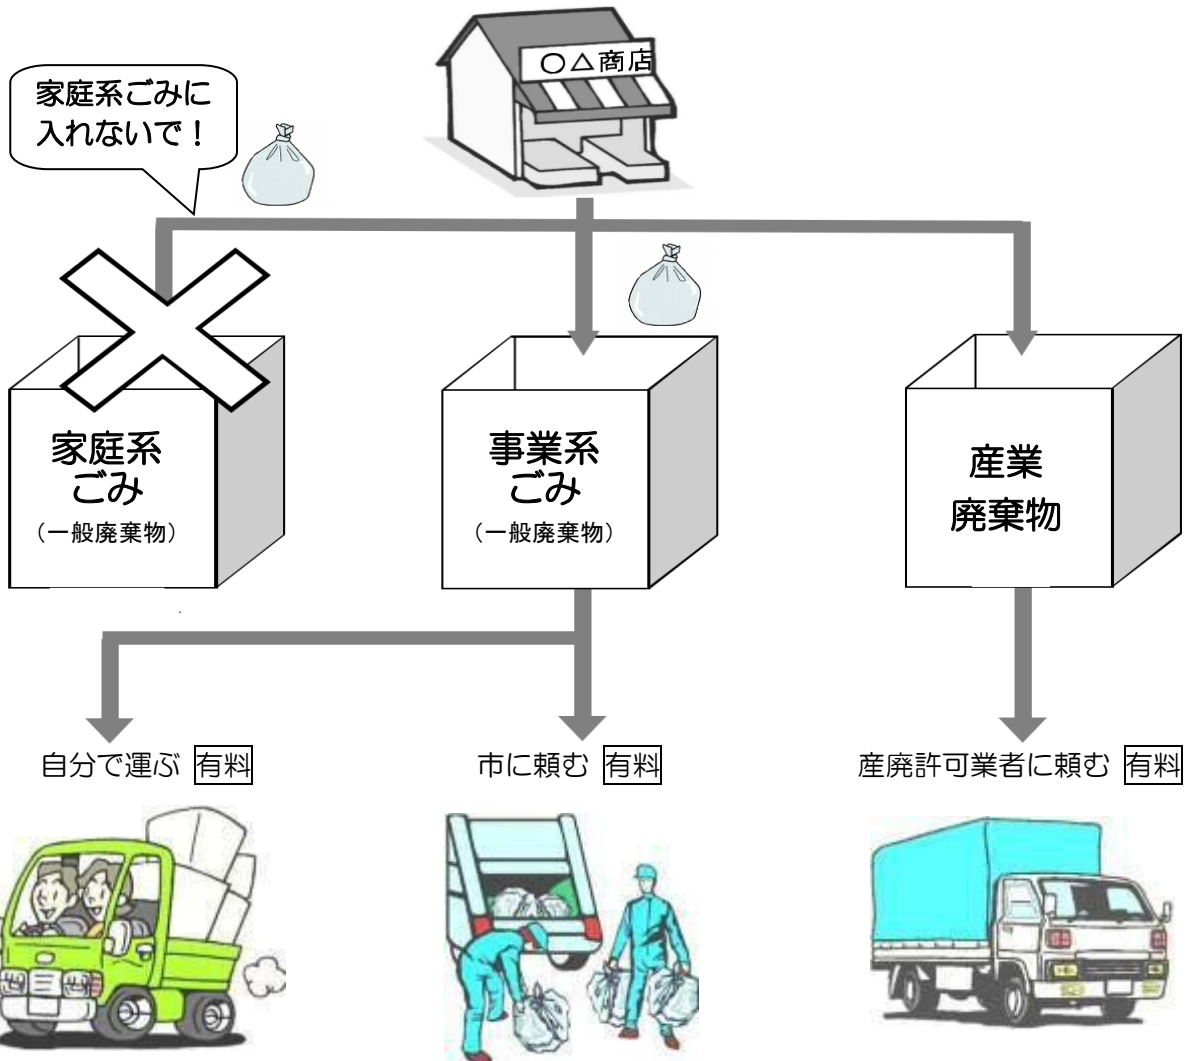 〇△商店
家庭系ごみに
入れないで！
家庭系
ごみ
（一般廃棄物）
事業系
ごみ
（一般廃棄物）
産業
廃棄物
自分で運ぶ 有料
市に頼む 有料
産廃許可業者に頼む 有料